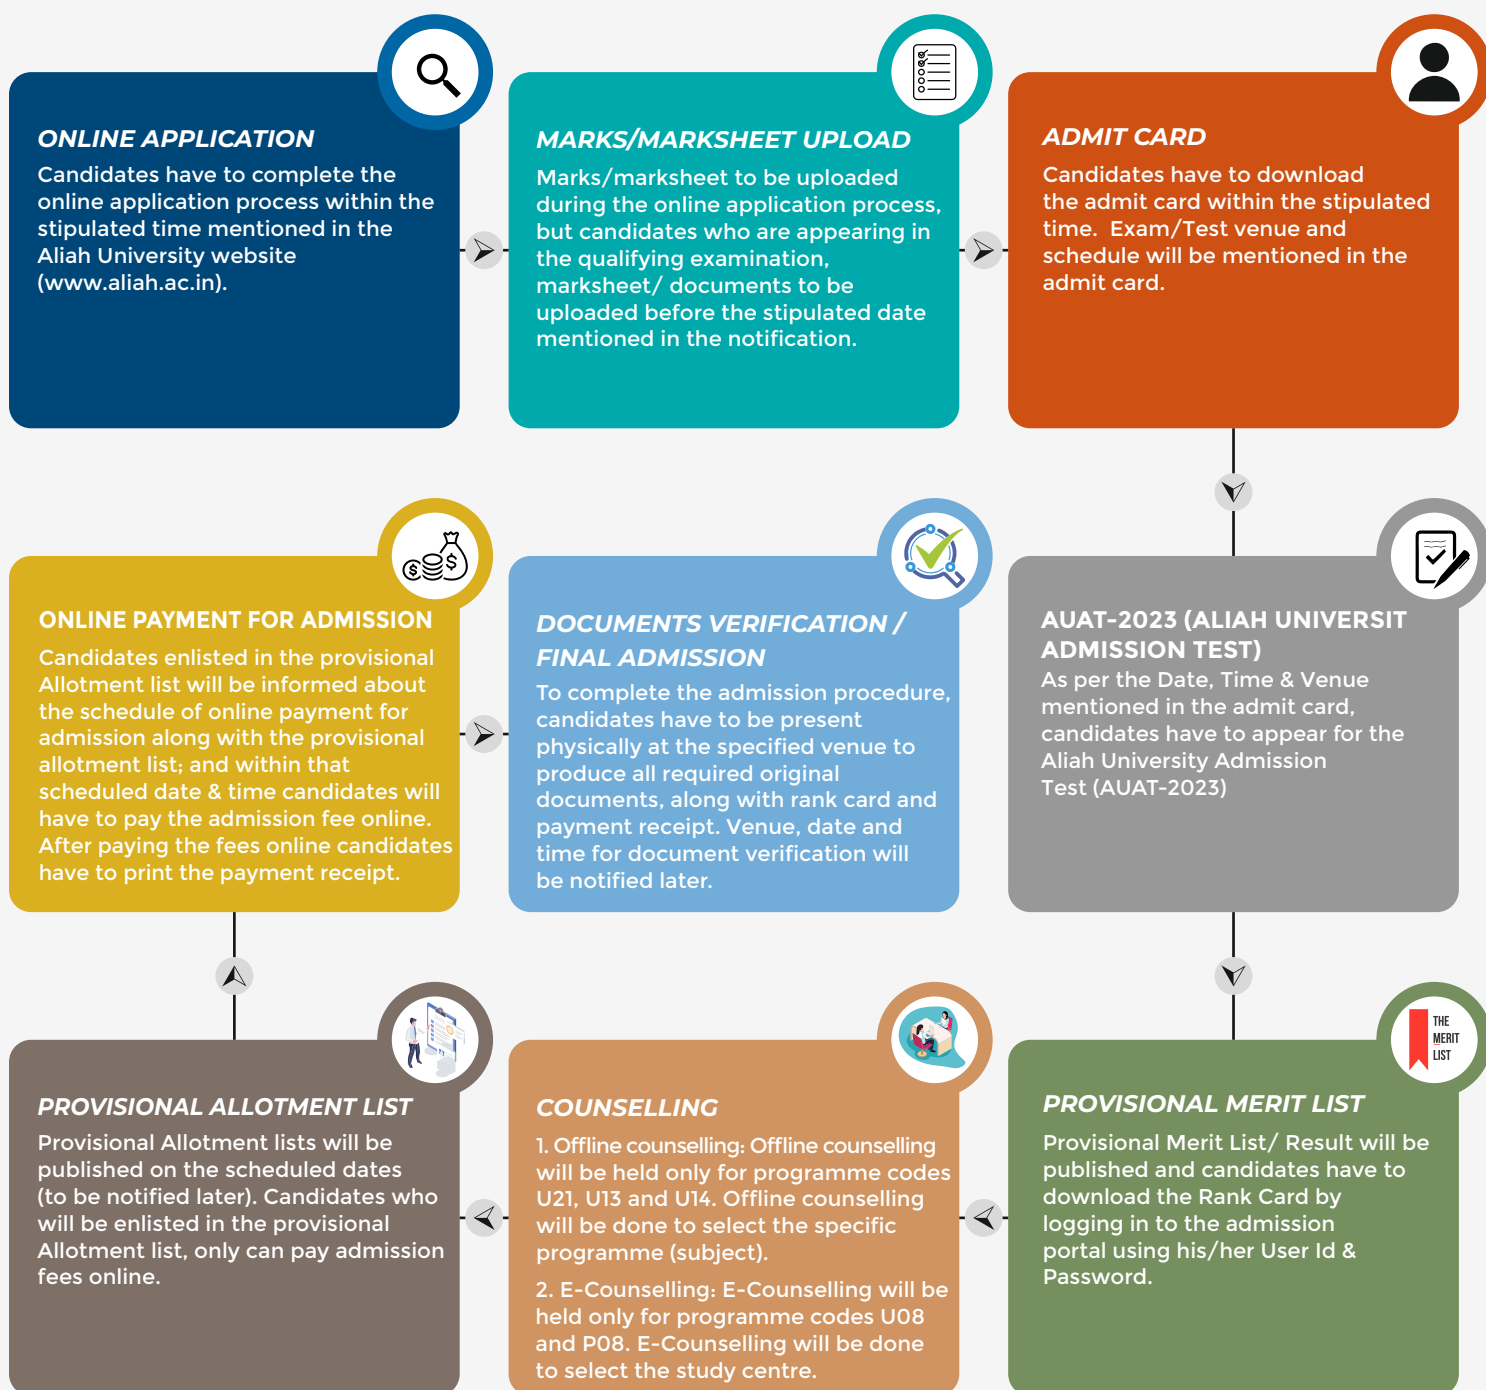 ONLINE APPLICATION
Candidates have to complete the
online application process within the
stipulated time mentioned in the
Aliah University website
(www.aliah.ac.in).
MARKS/MARKSHEET UPLOAD
Marks/marksheet to be uploaded
during the online application process,
but candidates who are appearing in
the qualifying examination,
marksheet/ documents to be
uploaded before the stipulated date
mentioned in the notification.
ADMIT CARD
Candidates have to download
the admit card within the stipulated
time. Exam/Test venue and
schedule will be mentioned in the
admit card.
AUAT-2023 (ALIAH UNIVERSIT
ADMISSION TEST)
As per the Date, Time & Venue
mentioned in the admit card,
candidates have to appear for the
Aliah University Admission
Test (AUAT-2023)
THE
MERIT
LIST
PROVISIONAL MERIT LIST
Provisional Merit List/ Result will be
published and candidates have to
download the Rank Card by
logging in to the admission
portal using his/her User Id &
Password.
COUNSELLING
1. Offline counselling: Offline counselling
will be held only for programme codes
U21, U13 and U14. Offline counselling
will be done to select the specific
programme (subject).
2. E-Counselling: E-Counselling will be
held only for programme codes U08
and P08. E-Counselling will be done
to select the study centre.
PROVISIONAL ALLOTMENT LIST
Provisional Allotment lists will be
published on the scheduled dates
(to be notified later). Candidates who
will be enlisted in the provisional
Allotment list, only can pay admission
fees online.
ONLINE PAYMENT FOR ADMISSION
Candidates enlisted in the provisional
Allotment list will be informed about
the schedule of online payment for
admission along with the provisional
allotment list; and within that
scheduled date & time candidates will
have to pay the admission fee online.
After paying the fees online candidates
have to print the payment receipt.
DOCUMENTS VERIFICATION /
FINAL ADMISSION
To complete the admission procedure,
candidates have to be present
physically at the specified venue to
produce all required original
documents, along with rank card and
payment receipt. Venue, date and
time for document verification will
be notified later.